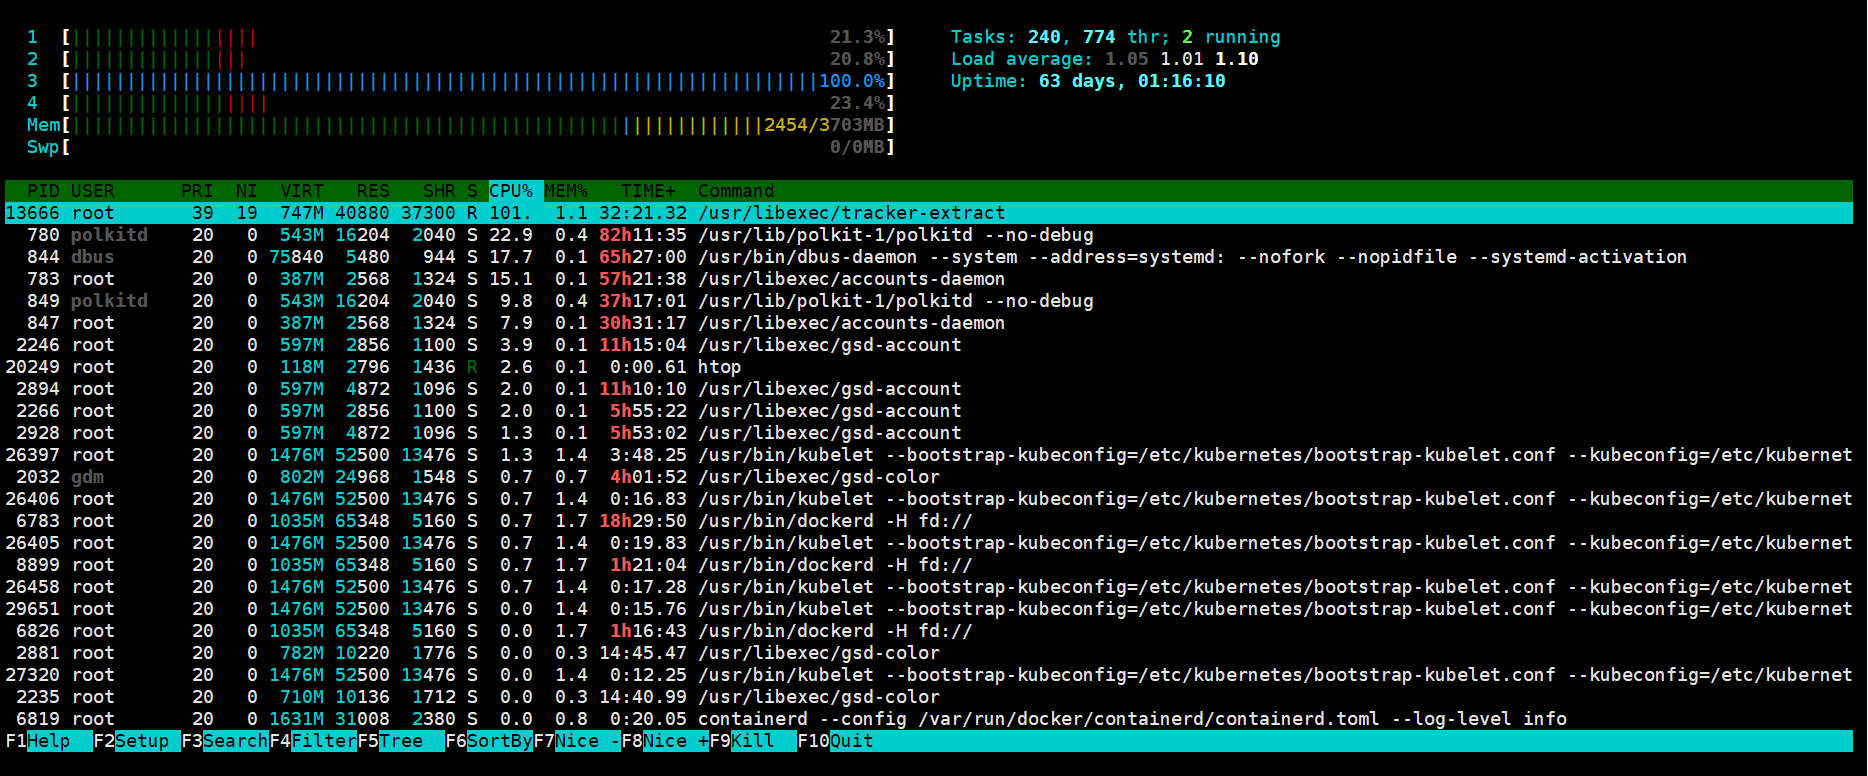 1 [||||||||||||||||| 21.3%] Tasks: 240, 774 thr; 2 running
2 [|||||||||||||||| 20.8%] Load average: 1.05 1.01 1.10
3 [||||||||||||||||||||||||||||||||||||||||||||||||||||||||||||||||||||100.0%] Uptime: 63 days, 01:16:10
4 [|||||||||||||||||| 23.4%]
Mem[|||||||||||||||||||||||||||||||||||||||||||||||||||||||||||||||2454/3703MB]
Swp[ 0/0MB]
PID USER PRI NI VIRT RES SHR S CPU% MEM% TIME+ Command
13666 root 39 19 747M 40880 37300 R 101. 1.1 32:21.32 /usr/libexec/tracker-extract
780 polkitd 20 0 543M 16204 2040 S 22.9 0.4 82h11:35 /usr/lib/polkit-1/polkitd --no-debug
844 dbus 20 0 75840 5480 944 S 17.7 0.1 65h27:00 /usr/bin/dbus-daemon --system --address=systemd: --nofork --nopidfile --systemd-activation
783 root 20 0 387M 2568 1324 S 15.1 0.1 57h21:38 /usr/libexec/accounts-daemon
849 polkitd 20 0 543M 16204 2040 S 9.8 0.4 37h17:01 /usr/lib/polkit-1/polkitd --no-debug
847 root 20 0 387M 2568 1324 S 7.9 0.1 30h31:17 /usr/libexec/accounts-daemon
2246 root 20 0 597M 2856 1100 S 3.9 0.1 11h15:04 /usr/libexec/gsd-account
20249 root 20 0 118M 2796 1436 R 2.6 0.1 0:00.61 htop
2894 root 20 0 597M 4872 1096 S 2.0 0.1 11h10:10 /usr/libexec/gsd-account
2266 root 20 0 597M 2856 1100 S 2.0 0.1 5h55:22 /usr/libexec/gsd-account
2928 root 20 0 597M 4872 1096 S 1.3 0.1 5h53:02 /usr/libexec/gsd-account
26397 root 20 0 1476M 52500 13476 S 1.3 1.4 3:48.25 /usr/bin/kubelet --bootstrap-kubeconfig=/etc/kubernetes/bootstrap-kubelet.conf --kubeconfig=/etc/kubernet
2032 gdm 20 0 802M 24968 1548 S 0.7 0.7 4h01:52 /usr/libexec/gsd-color
26406 root 20 0 1476M 52500 13476 S 0.7 1.4 0:16.83 /usr/bin/kubelet --bootstrap-kubeconfig=/etc/kubernetes/bootstrap-kubelet.conf --kubeconfig=/etc/kubernet
6783 root 20 0 1035M 65348 5160 S 0.7 1.7 18h29:50 /usr/bin/dockerd -H fd://
26405 root 20 0 1476M 52500 13476 S 0.7 1.4 0:19.83 /usr/bin/kubelet --bootstrap-kubeconfig=/etc/kubernetes/bootstrap-kubelet.conf --kubeconfig=/etc/kubernet
8899 root 20 0 1035M 65348 5160 S 0.7 1.7 1h21:04 /usr/bin/dockerd -H fd://
26458 root 20 0 1476M 52500 13476 S 0.7 1.4 0:17.28 /usr/bin/kubelet --bootstrap-kubeconfig=/etc/kubernetes/bootstrap-kubelet.conf --kubeconfig=/etc/kubernet
29651 root 20 0 1476M 52500 13476 S 0.0 1.4 0:15.76 /usr/bin/kubelet --bootstrap-kubeconfig=/etc/kubernetes/bootstrap-kubelet.conf --kubeconfig=/etc/kubernet
6826 root 20 0 1035M 65348 5160 S 0.0 1.7 1h16:43 /usr/bin/dockerd -H fd://
2881 root 20 0 782M 10220 1776 S 0.0 0.3 14:45.47 /usr/libexec/gsd-color
27320 root 20 0 1476M 52500 13476 S 0.0 1.4 0:12.25 /usr/bin/kubelet --bootstrap-kubeconfig=/etc/kubernetes/bootstrap-kubelet.conf --kubeconfig=/etc/kubernet
2235 root 20 0 710M 10136 1712 S 0.0 0.3 14:40.99 /usr/libexec/gsd-color
6819 root 20 0 1631M 31008 2380 S 0.0 0.8 0:20.05 containerd --config /var/run/docker/containerd/containerd.toml --log-level info
F1Help F2Setup F3SearchF4FilterF5Tree F6SortByF7Nice -F8Nice +F9Kill F10Quit